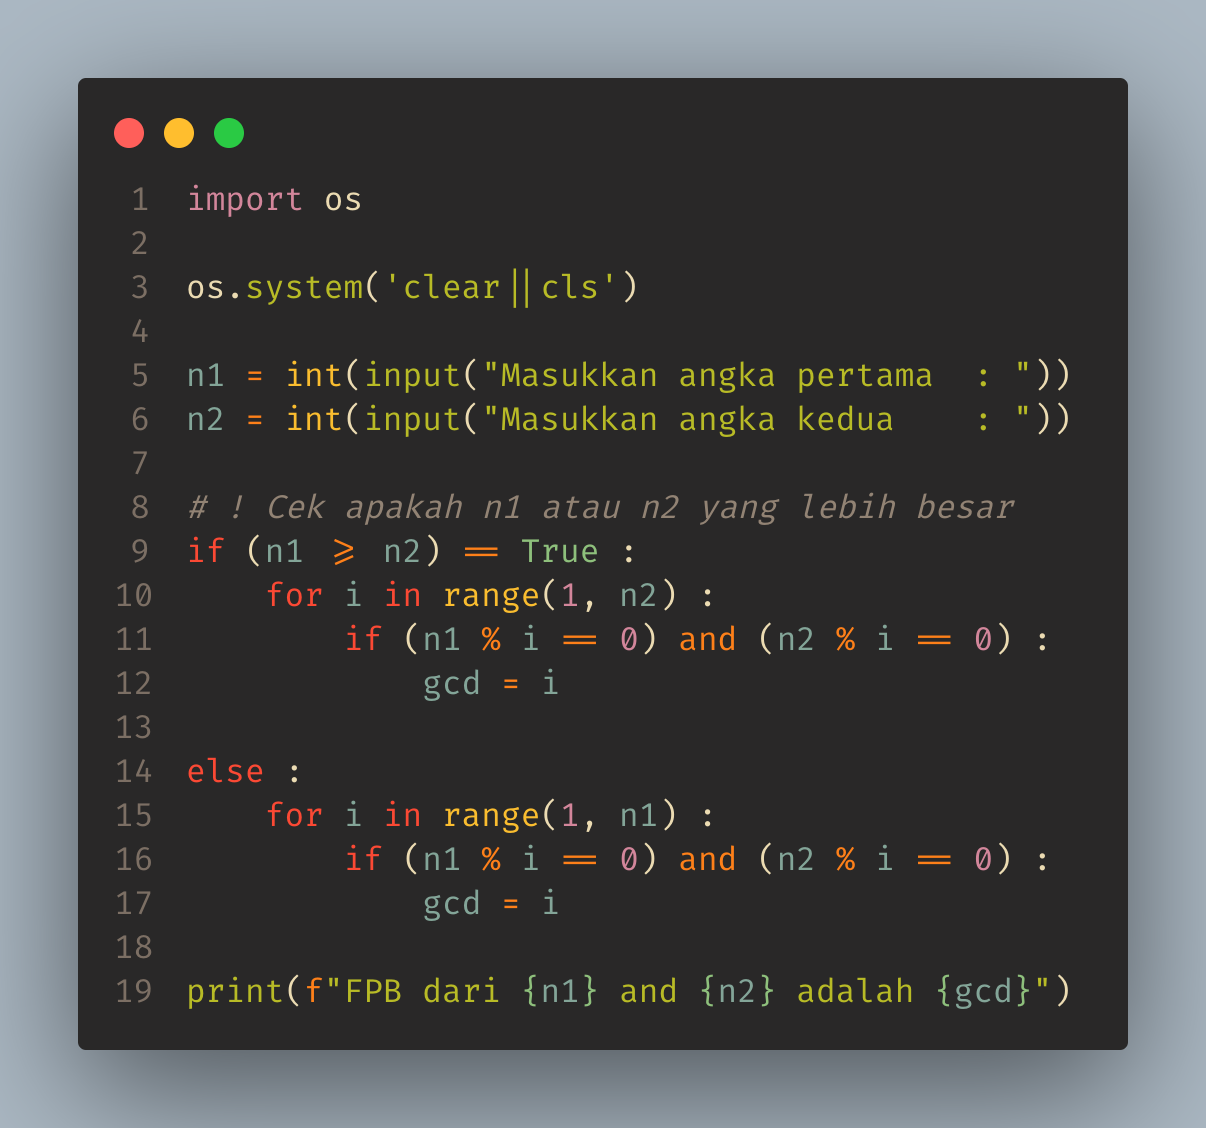 1 import os
2
3 os.system('clear||cls')
4
5 n1 = int(input("Masukkan angka pertama  : "))
6 n2 = int(input("Masukkan angka kedua    : "))
7
8 # ! Cek apakah n1 atau n2 yang lebih besar
9 if (n1 >= n2) == True :
10     for i in range(1, n2) :
11         if (n1 % i == 0) and (n2 % i == 0) :
12             gcd = i
13
14 else :
15     for i in range(1, n1) :
16         if (n1 % i == 0) and (n2 % i == 0) :
17             gcd = i
18
19 print(f"FPB dari {n1} and {n2} adalah {gcd}")